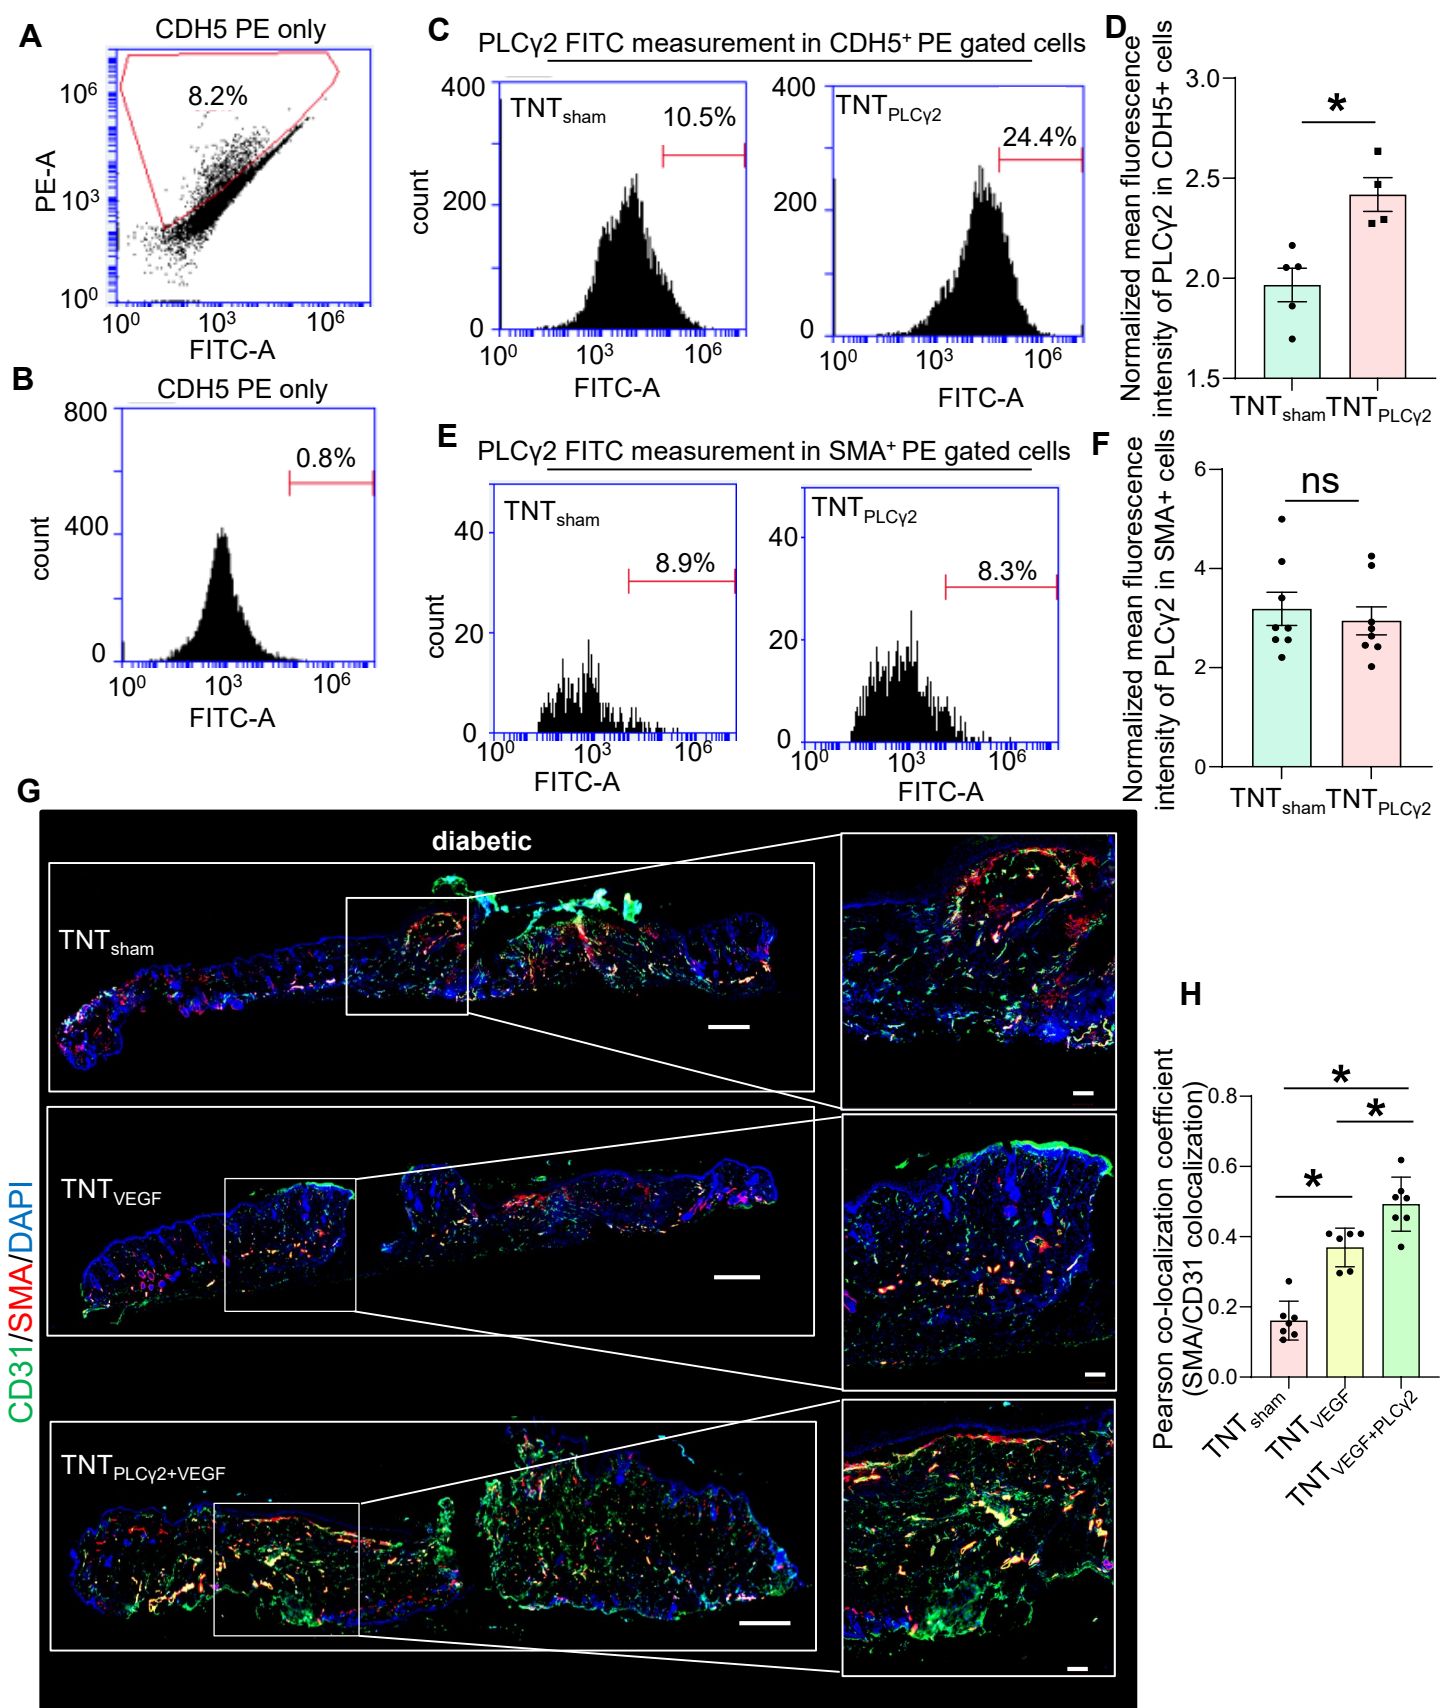 A
CDH5 PE only
8.2%
PE-A
10⁶
10³
10⁰
10⁰ 10³ 10⁶
FITC-A
B
CDH5 PE only
800
400
0
count
0.8%
10⁰ 10³ 10⁶
FITC-A
C
PLCγ2 FITC measurement in CDH5⁺ PE gated cells
400
200
0
count
TNTsham
10.5%
10⁰ 10³ 10⁶
FITC-A
400
200
0
TNTPLCγ2
24.4%
10⁰ 10³ 10⁶
FITC-A
D
Normalized mean fluorescence
intensity of PLCγ2 in CDH5+ cells
3.0
2.5
2.0
1.5
*
TNTsham TNTPLCγ2
E
PLCγ2 FITC measurement in SMA⁺ PE gated cells
40
20
0
count
TNTsham
8.9%
10⁰ 10³ 10⁶
FITC-A
40
20
0
TNTPLCγ2
8.3%
10⁰ 10³ 10⁶
FITC-A
F
Normalized mean fluorescence
intensity of PLCγ2 in SMA+ cells
6
4
2
0
ns
TNTsham TNTPLCγ2
G
CD31/SMA/DAPI
diabetic
TNTsham
TNTVEGF
TNTPLCγ2+VEGF
H
Pearson co-localization coefficient
(SMA/CD31 colocalization)
0.8
0.6
0.4
0.2
0.0
*
*
*
TNTsham
TNTVEGF
TNTVEGF+PLCγ2